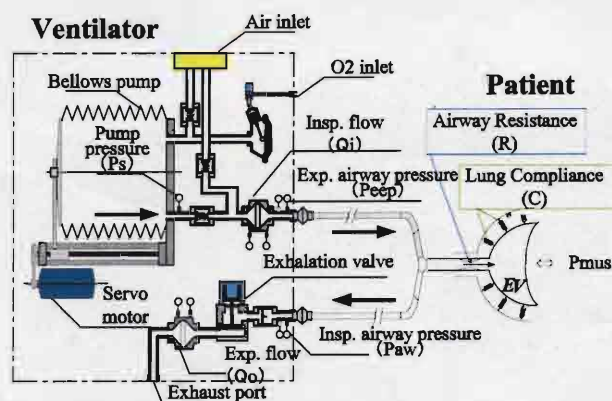 Ventilator
Air inlet
Bellows pump
O2 inlet
Patient
Pump
pressure
(Ps)
Insp. flow
(Qi)
Airway Resistance
(R)
Exp. airway pressure
(Peep)
Lung Compliance
(C)
EV
Pmus
Exhalation valve
Servo
motor
Insp. airway pressure
(Paw)
Exp. flow
(Qo)
Exhaust port